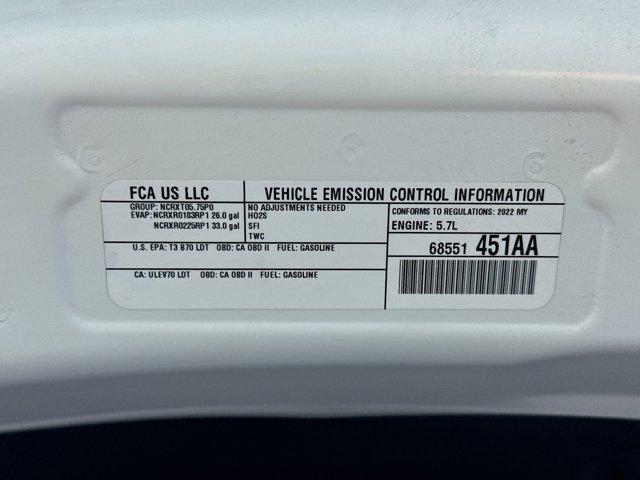 FCA US LLC
VEHICLE EMISSION CONTROL INFORMATION
GROUP: NCRXT05.75P0
EVAP: NCRXR0183RP1 26.0 gal
NCRXR0225RP1 33.0 gal
NO ADJUSTMENTS NEEDED
HO2S
SFI
TWC
CONFORMS TO REGULATIONS: 2022 MY
ENGINE: 5.7L
U.S. EPA: T3 B70 LDT OBD: CA OBD II FUEL: GASOLINE
CA: ULEV70 LDT OBD: CA OBD II FUEL: GASOLINE
68551 451AA